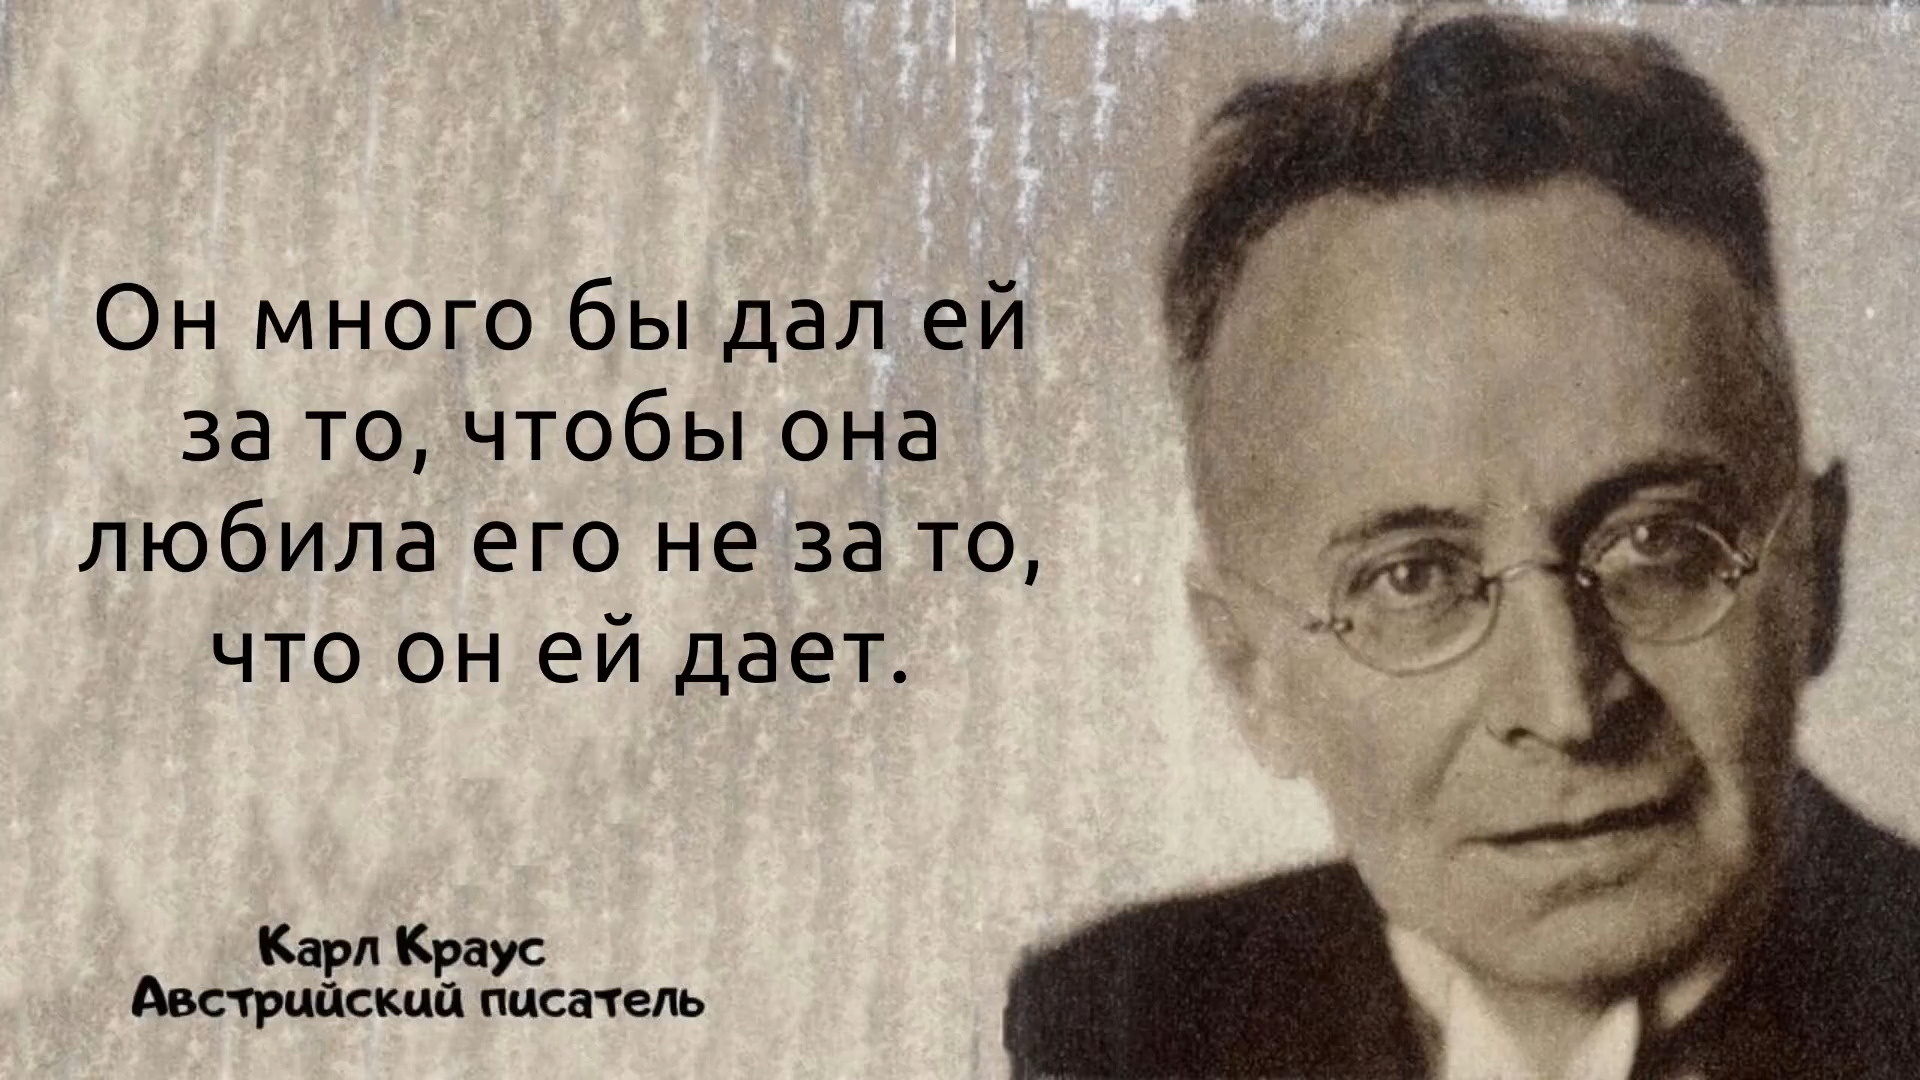 Он много бы дал ей
за то, чтобы она
любила его не за то,
что он ей дает.
Карл Краус
Австрийский писатель